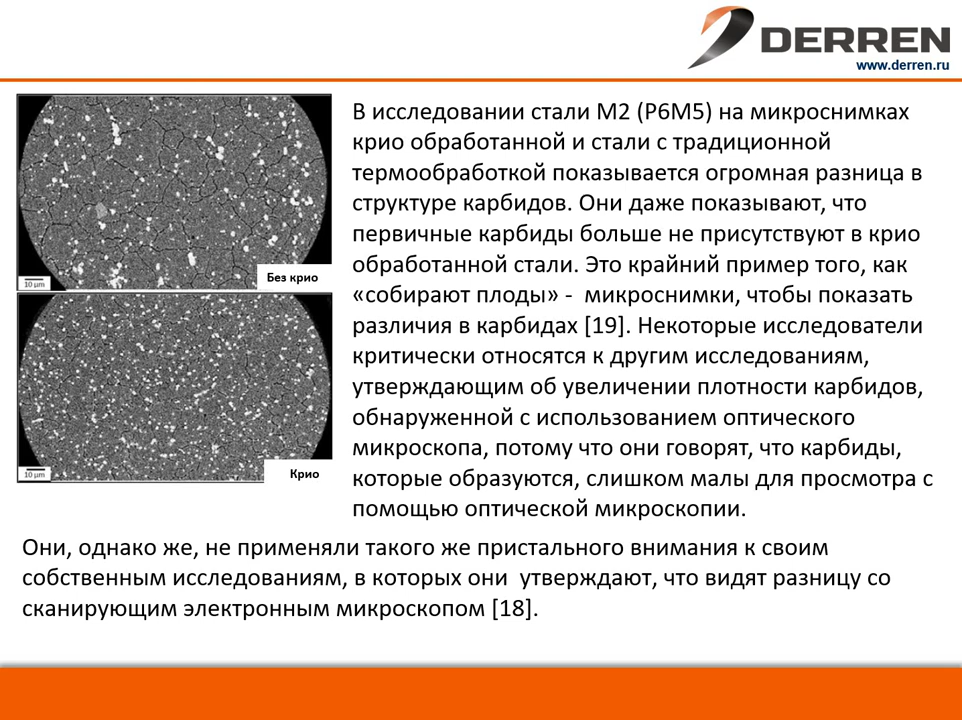 DERREN
www.derren.ru
В исследовании стали М2 (Р6М5) на микроснимках
крио обработанной и стали с традиционной
термообработкой показывается огромная разница в
структуре карбидов. Они даже показывают, что
первичные карбиды больше не присутствуют в крио
обработанной стали. Это крайний пример того, как
«собирают плоды» -  микроснимки, чтобы показать
различия в карбидах [19]. Некоторые исследователи
критически относятся к другим исследованиям,
утверждающим об увеличении плотности карбидов,
обнаруженной с использованием оптического
микроскопа, потому что они говорят, что карбиды,
которые образуются, слишком малы для просмотра с
помощью оптической микроскопии.
Без крио
10 µm
Крио
10 µm
Они, однако же, не применяли такого же пристального внимания к своим
собственным исследованиям, в которых они  утверждают, что видят разницу со
сканирующим электронным микроскопом [18].